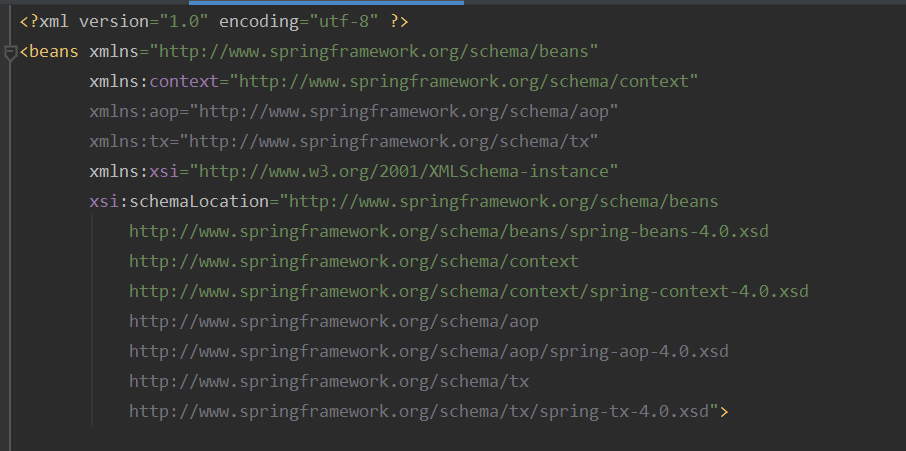 <?xml version="1.0" encoding="utf-8" ?>
<beans xmlns="http://www.springframework.org/schema/beans"
xmlns:context="http://www.springframework.org/schema/context"
xmlns:aop="http://www.springframework.org/schema/aop"
xmlns:tx="http://www.springframework.org/schema/tx"
xmlns:xsi="http://www.w3.org/2001/XMLSchema-instance"
xsi:schemaLocation="http://www.springframework.org/schema/beans
http://www.springframework.org/schema/beans/spring-beans-4.0.xsd
http://www.springframework.org/schema/context
http://www.springframework.org/schema/context/spring-context-4.0.xsd
http://www.springframework.org/schema/aop
http://www.springframework.org/schema/aop/spring-aop-4.0.xsd
http://www.springframework.org/schema/tx
http://www.springframework.org/schema/tx/spring-tx-4.0.xsd">